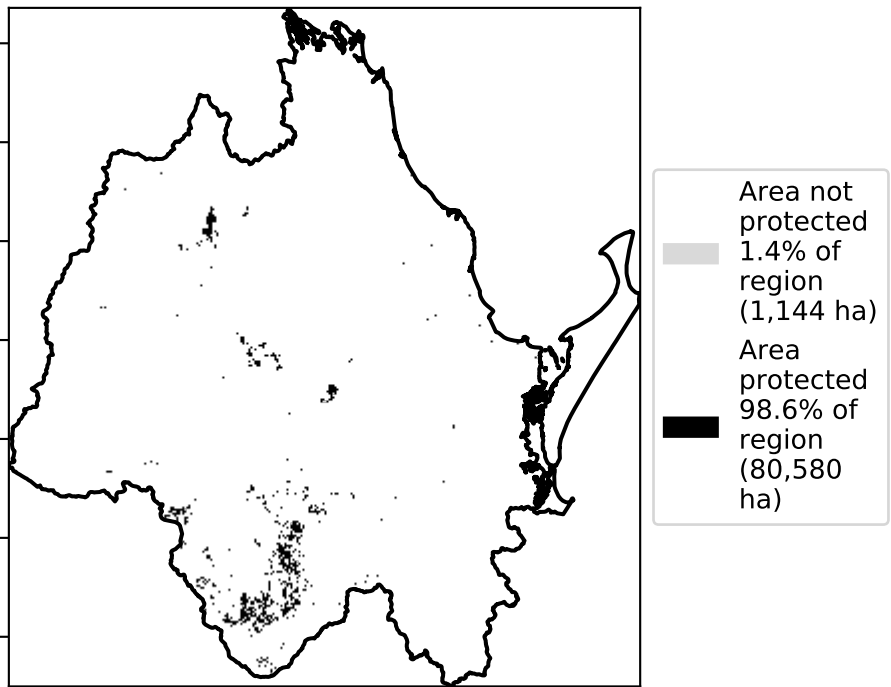 Area not
protected
1.4% of
region
(1,144 ha)
Area
protected
98.6% of
region
(80,580
ha)